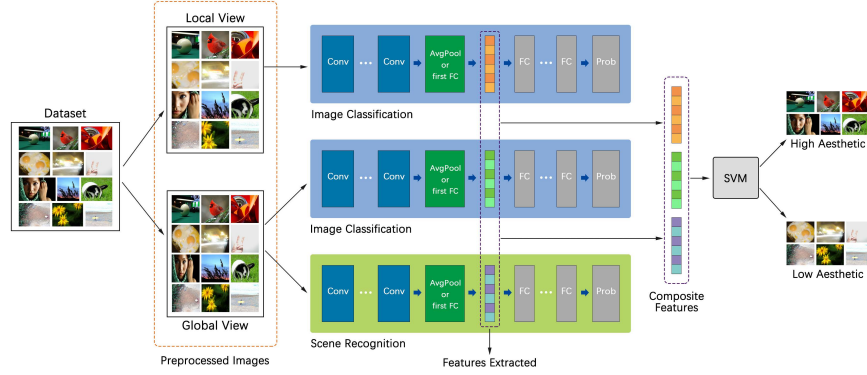 Local View
Dataset
Conv
Conv
AvgPool
or
first FC
FC
FC
Prob
Image Classification
Conv
Conv
AvgPool
or
first FC
FC
FC
Prob
Image Classification
Conv
Conv
AvgPool
or
first FC
FC
FC
Prob
Scene Recognition
Global View
Preprocessed Images
Features Extracted
Composite
Features
SVM
High Aesthetic
Low Aesthetic